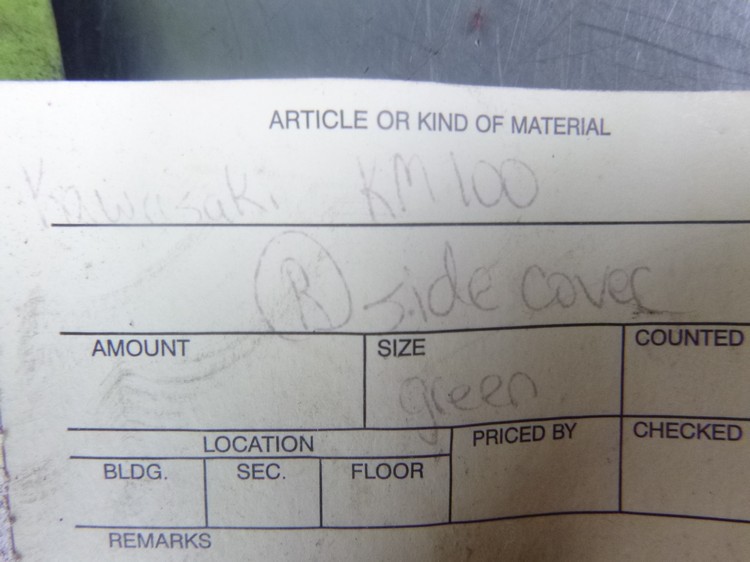 ARTICLE OR KIND OF MATERIAL
Kawasaki KM100
R side cover
AMOUNT SIZE COUNTED
green
LOCATION PRICED BY CHECKED
BLDG. SEC. FLOOR
REMARKS